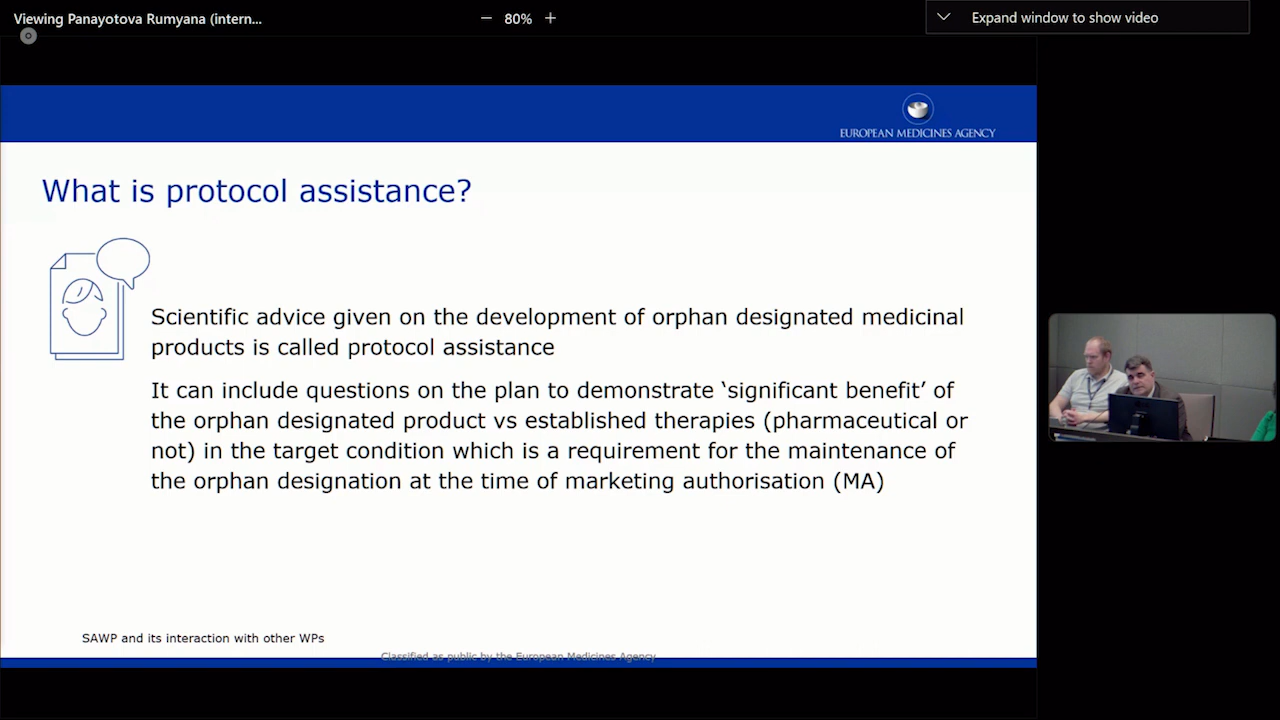 Viewing Panayotova Rumyana (intern...
− 80% +
Expand window to show video
EUROPEAN MEDICINES AGENCY
What is protocol assistance?
Scientific advice given on the development of orphan designated medicinal
products is called protocol assistance
It can include questions on the plan to demonstrate ‘significant benefit’ of
the orphan designated product vs established therapies (pharmaceutical or
not) in the target condition which is a requirement for the maintenance of
the orphan designation at the time of marketing authorisation (MA)
SAWP and its interaction with other WPs
Classified as public by the European Medicines Agency